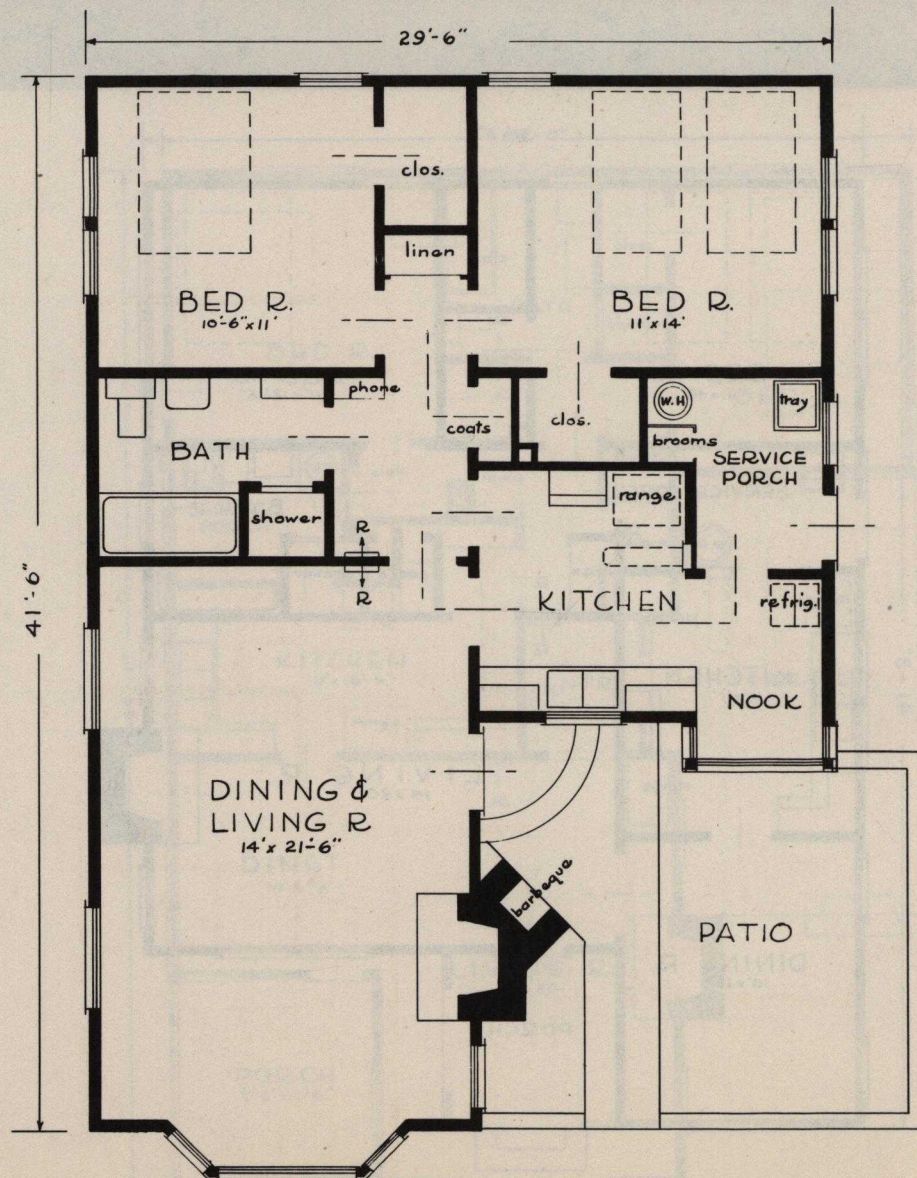 29'-6"
41'-6"
clos.
linen
BED R.
10'-6"x11'
BED R.
11'x14'
phone
coats
clos.
W.H
tray
brooms
SERVICE
PORCH
BATH
shower
range
R
R
KITCHEN
refrig.
NOOK
DINING &
LIVING R
14'x 21'-6"
barbeque
PATIO